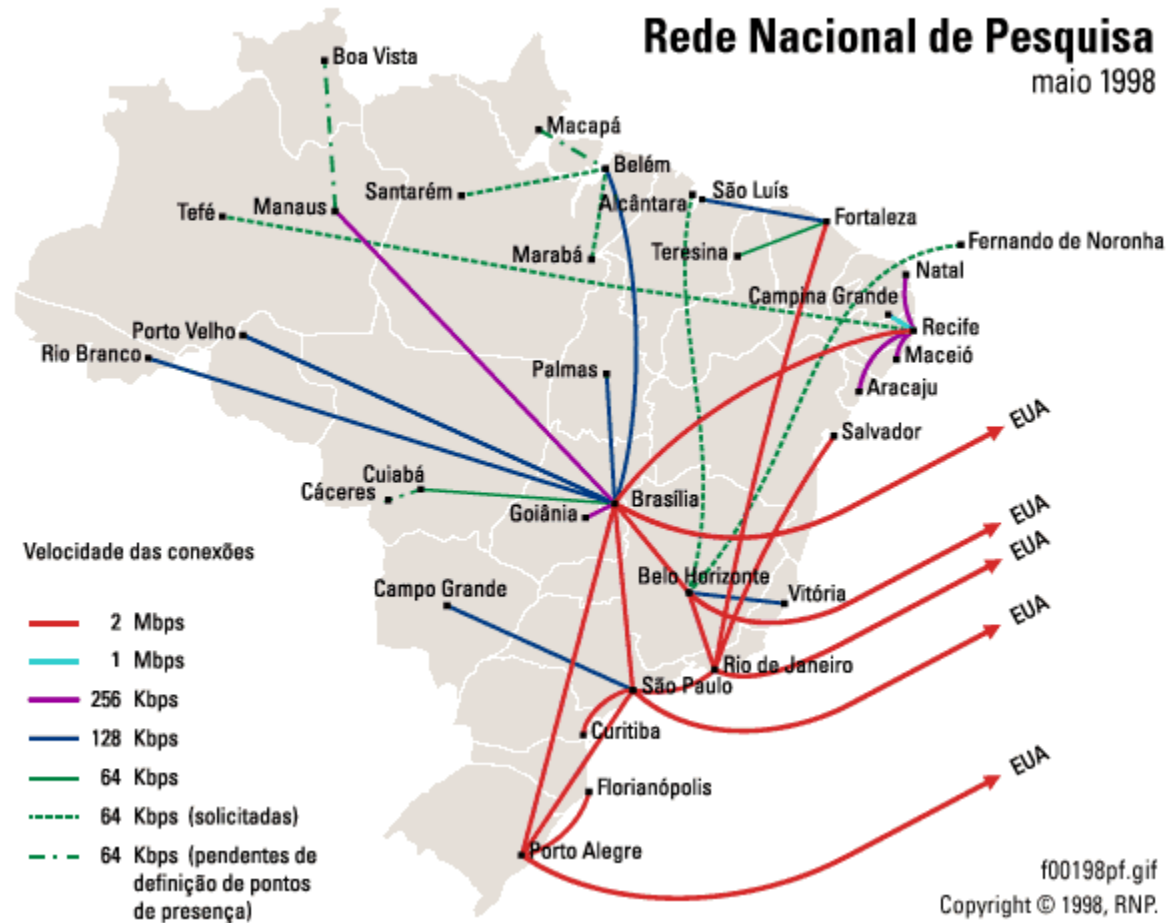 Rede Nacional de Pesquisa
maio 1998
Boa Vista
Macapá
Belém
Santarém
São Luís
Alcântara
Tefé
Manaus
Fortaleza
Marabá
Teresina
Fernando de Noronha
Natal
Campina Grande
Recife
Porto Velho
Rio Branco
Maceió
Palmas
Aracaju
EUA
Salvador
Cuiabá
Cáceres
Brasília
Goiânia
EUA
EUA
Velocidade das conexões
Belo Horizonte
Campo Grande
Vitória
EUA
2 Mbps
1 Mbps
Rio de Janeiro
São Paulo
256 Kbps
128 Kbps
Curitiba
EUA
64 Kbps
Florianópolis
64 Kbps (solicitadas)
64 Kbps (pendentes de
definição de pontos
de presença)
Porto Alegre
f00198pf.gif
Copyright © 1998, RNP.